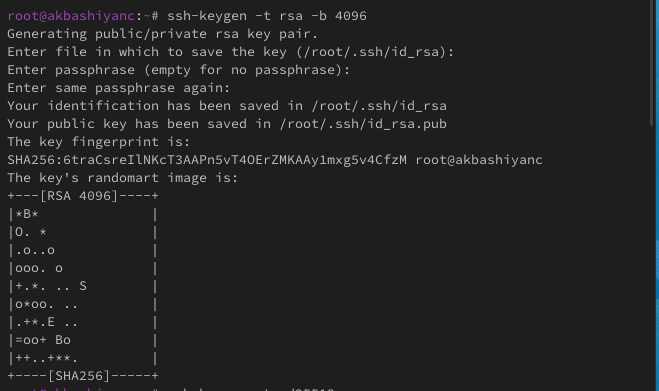 root@akbashiyanc:~# ssh-keygen -t rsa -b 4096
Generating public/private rsa key pair.
Enter file in which to save the key (/root/.ssh/id_rsa):
Enter passphrase (empty for no passphrase):
Enter same passphrase again:
Your identification has been saved in /root/.ssh/id_rsa
Your public key has been saved in /root/.ssh/id_rsa.pub
The key fingerprint is:
SHA256:6traCsreIlNKcT3AAPn5vT4OErZMKAAy1mxg5v4CfzM root@akbashiyanc
The key's randomart image is:
+---[RSA 4096]----+
|*B*              |
|O. *             |
|.o..o            |
|ooo. o           |
|+.*. .. S        |
|o*oo. ..         |
|.+*.E ..         |
|=oo+ Bo          |
|++..+**.         |
+----[SHA256]-----+